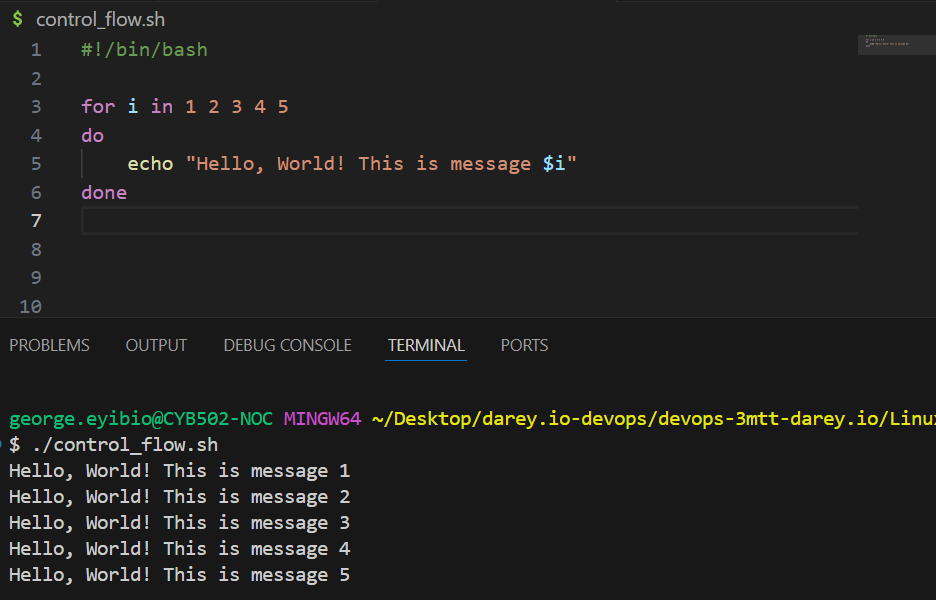 $ control_flow.sh
1 #!/bin/bash
2
3 for i in 1 2 3 4 5
4 do
5     echo "Hello, World! This is message $i"
6 done
7
8
9
10
PROBLEMS OUTPUT DEBUG CONSOLE TERMINAL PORTS
george.eyibio@CYB502-NOC MINGW64 ~/Desktop/darey.io-devops/devops-3mtt-darey.io/Linux
$ ./control_flow.sh
Hello, World! This is message 1
Hello, World! This is message 2
Hello, World! This is message 3
Hello, World! This is message 4
Hello, World! This is message 5